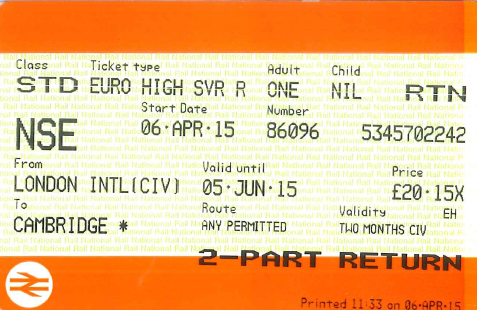 Class Ticket type Adult Child
STD EURO HIGH SVR R ONE NIL RTN
Start Date Number
NSE 06·APR·15 86096 5345702242
From Valid until Price
LONDON INTL(CIV) 05·JUN·15 £20·15X
To Route Validity EH
CAMBRIDGE * ANY PERMITTED TWO MONTHS CIV
2-PART RETURN
Printed 11:33 on 06·APR·15